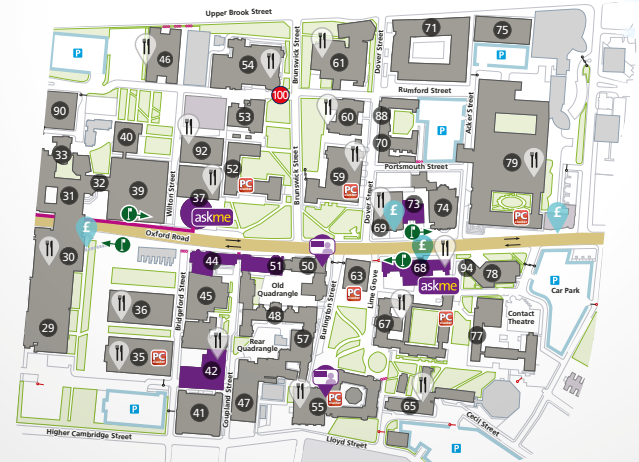 Upper Brook Street
71
75
P
46
54
61
P
Brunswick Street
Dover Street
Rumford Street
100
90
53
60
88
Acker Street
P
40
70
33
92
52
59
79
PC
PC
Portsmouth Street
32
31
39
Wilton Street
37
Brunswick Street
Dover Street
73
74
£
PC
£
askme
69
£
Oxford Road
£
30
44
51
50
68
94
78
63
P
Car Park
PC
askme
Old
Quadrangle
45
Lime Grove
36
Bridgeford Street
48
Burlington Street
67
PC
Contact
Theatre
29
57
77
35
PC
Rear
Quadrangle
42
P
41
Coupland Street
47
55
PC
65
Cecil Street
Higher Cambridge Street
Lloyd Street
P